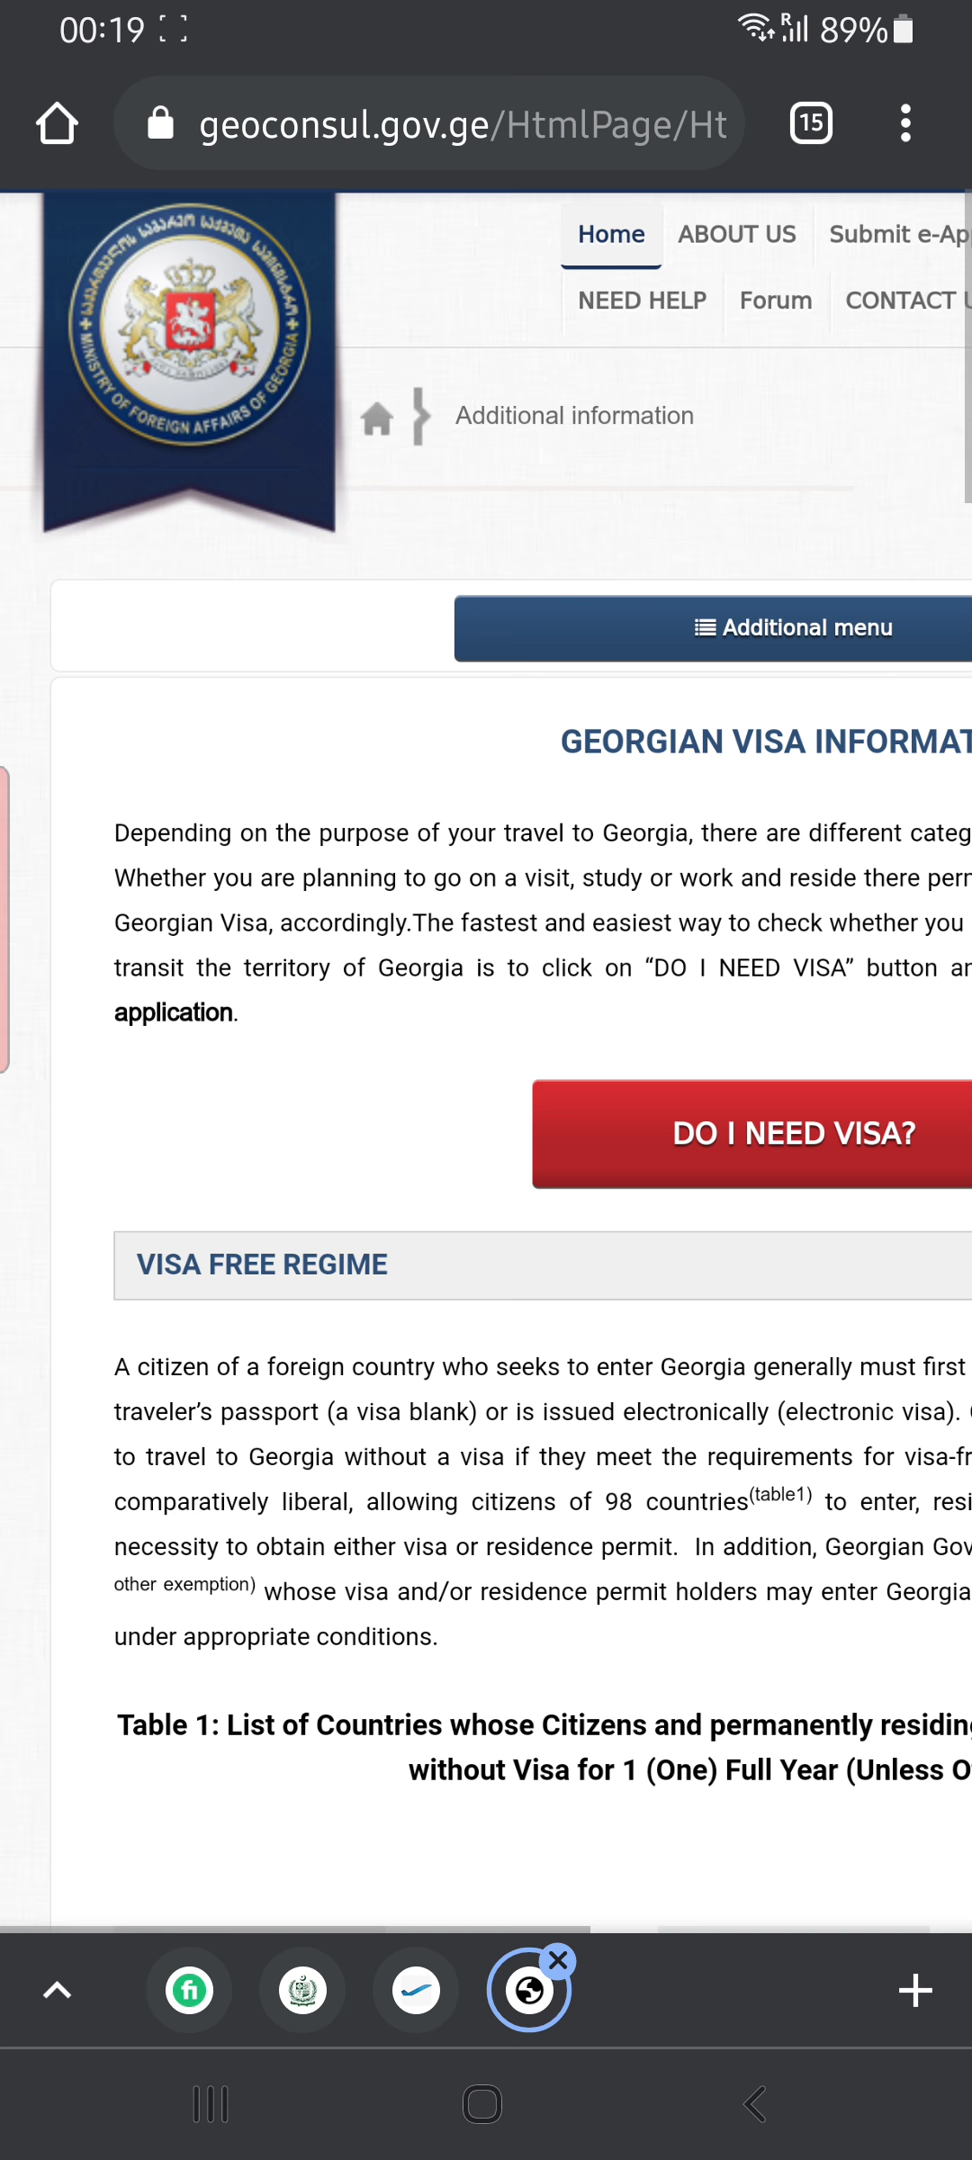 00:19
R 89%
geoconsul.gov.ge/HtmlPage/Ht
15
MINISTRY OF FOREIGN AFFAIRS OF GEORGIA
Home ABOUT US Submit e-Ap
NEED HELP Forum CONTACT U
Additional information
Additional menu
GEORGIAN VISA INFORMAT
Depending on the purpose of your travel to Georgia, there are different categ
Whether you are planning to go on a visit, study or work and reside there perm
Georgian Visa, accordingly.The fastest and easiest way to check whether you
transit the territory of Georgia is to click on “DO I NEED VISA” button an
application.
DO I NEED VISA?
VISA FREE REGIME
A citizen of a foreign country who seeks to enter Georgia generally must first
traveler’s passport (a visa blank) or is issued electronically (electronic visa).
to travel to Georgia without a visa if they meet the requirements for visa-fr
comparatively liberal, allowing citizens of 98 countries(table1) to enter, resi
necessity to obtain either visa or residence permit. In addition, Georgian Gov
other exemption) whose visa and/or residence permit holders may enter Georgia
under appropriate conditions.
Table 1: List of Countries whose Citizens and permanently residing
without Visa for 1 (One) Full Year (Unless O
fi